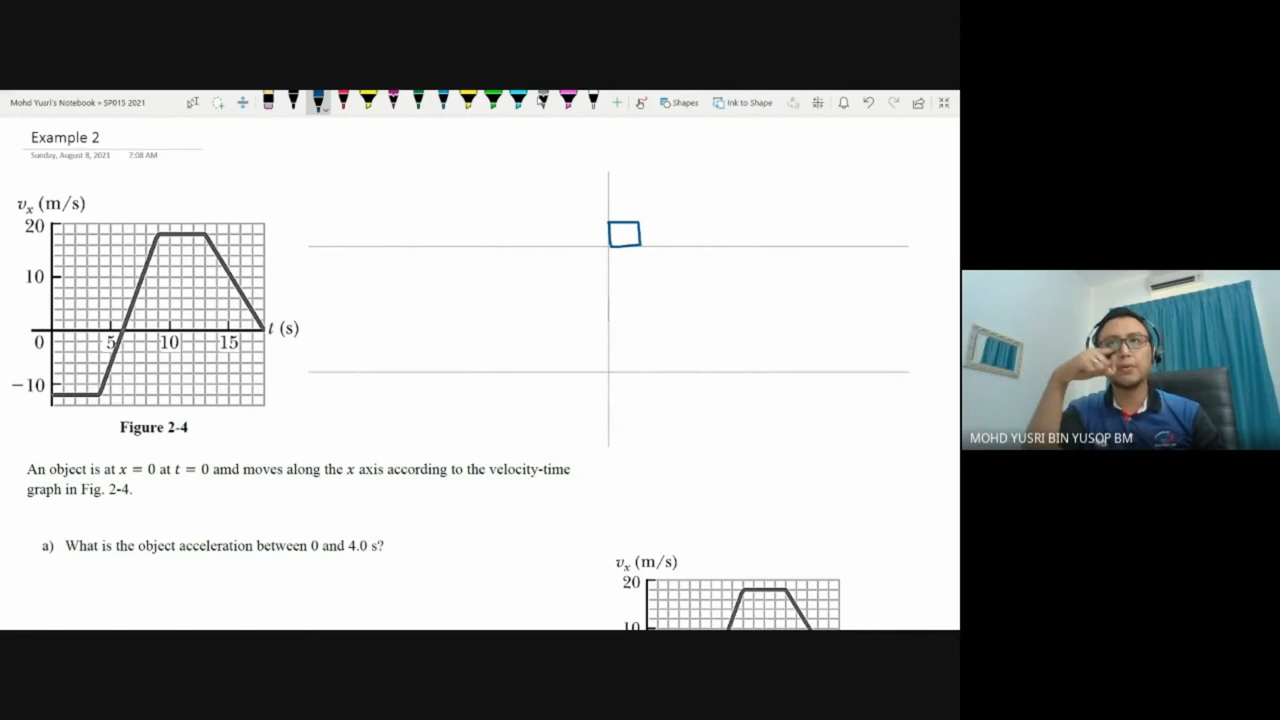 Mohd Yusri's Notebook » SP015 2021
Shapes
Ink to Shape
Example 2
Sunday, August 8, 2021 7:08 AM
vₓ (m/s)
20
10
0
5
10
15
t (s)
−10
Figure 2-4
An object is at x = 0 at t = 0 amd moves along the x axis according to the velocity-time
graph in Fig. 2-4.
a) What is the object acceleration between 0 and 4.0 s?
vₓ (m/s)
20
10
MOHD YUSRI BIN YUSOP BM